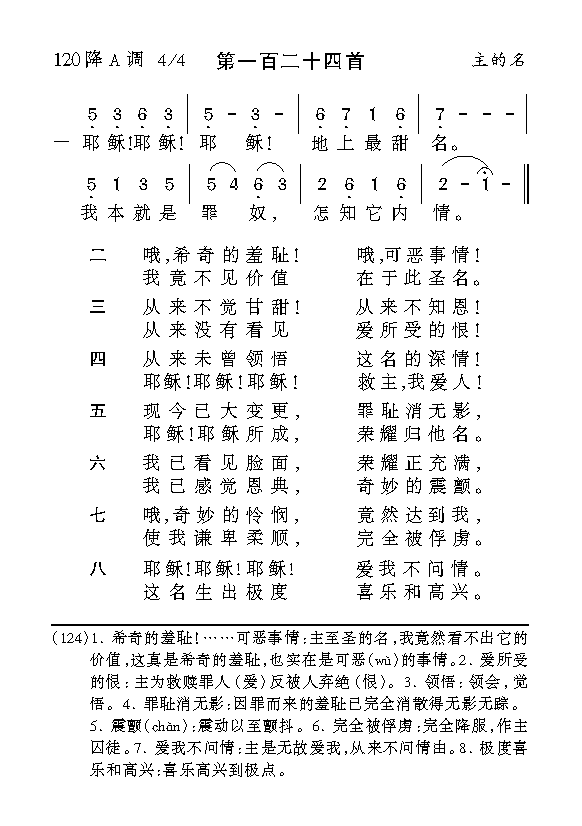 120降A调 4/4 第一百二十四首 主的名
5 3 6 3 | 5 - 3 - | 6 7 1 6 | 7 - - - |
一 耶稣!耶稣! 耶 稣! 地上最甜 名。
5 1 3 5 | 5 4 6 3 | 2 6 1 6 | 2 - 1 - ||
我本就是 罪 奴, 怎知它内 情。
二 哦,希奇的羞耻! 哦,可恶事情!
我竟不见价值 在于此圣名。
三 从来不觉甘甜! 从来不知恩!
从来没有看见 爱所受的恨!
四 从来未曾领悟 这名的深情!
耶稣!耶稣!耶稣! 救主,我爱人!
五 现今已大变更, 罪耻消无影,
耶稣!耶稣所成, 荣耀归他名。
六 我已看见脸面, 荣耀正充满,
我已感觉恩典, 奇妙的震颤。
七 哦,奇妙的怜悯, 竟然达到我,
使我谦卑柔顺, 完全被俘虏。
八 耶稣!耶稣!耶稣! 爱我不问情。
这名生出极度 喜乐和高兴。
(124)1. 希奇的羞耻!……可恶事情:主至圣的名,我竟然看不出它的
价值,这真是希奇的羞耻,也实在是可恶(wù)的事情。2. 爱所受
的恨:主为救赎罪人(爱)反被人弃绝(恨)。3. 领悟:领会,觉
悟。4. 罪耻消无影:因罪而来的羞耻已完全消散得无影无踪。
5. 震颤(chàn):震动以至颤抖。6. 完全被俘虏:完全降服,作主
囚徒。7. 爱我不问情:主是无故爱我,从来不问情由。8. 极度喜
乐和高兴:喜乐高兴到极点。